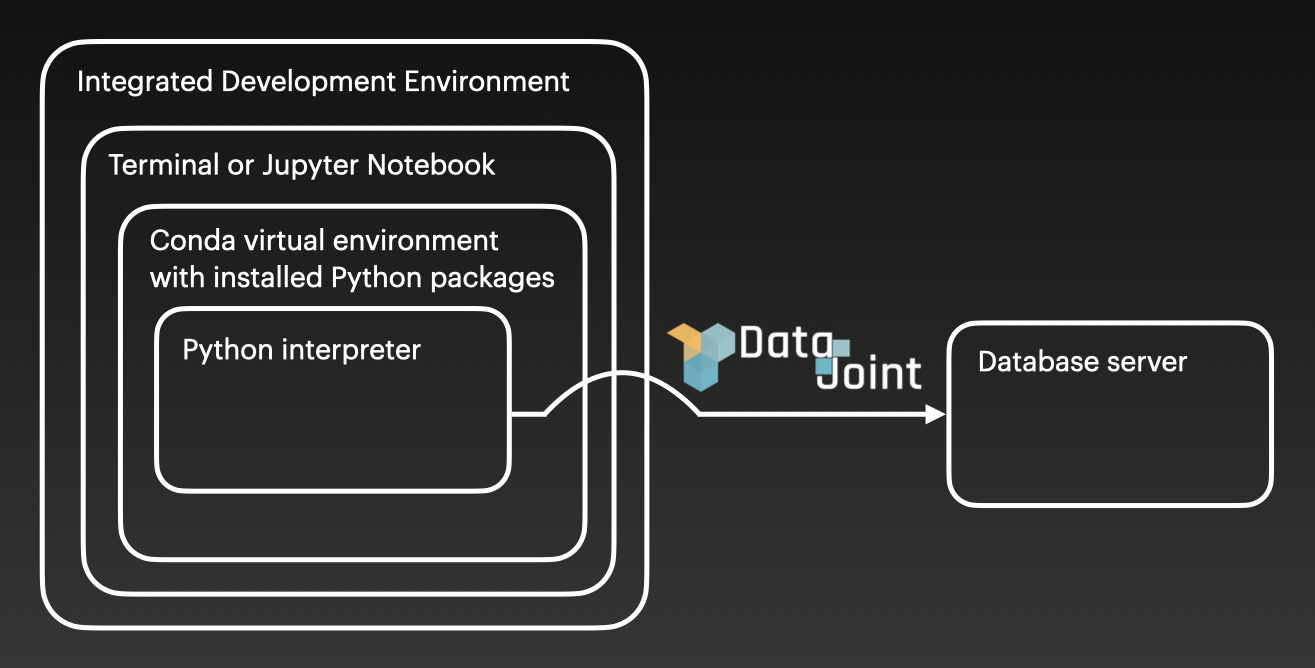 Integrated Development Environment
Terminal or Jupyter Notebook
Conda virtual environment
with installed Python packages
Python interpreter
Data
Joint
Database server